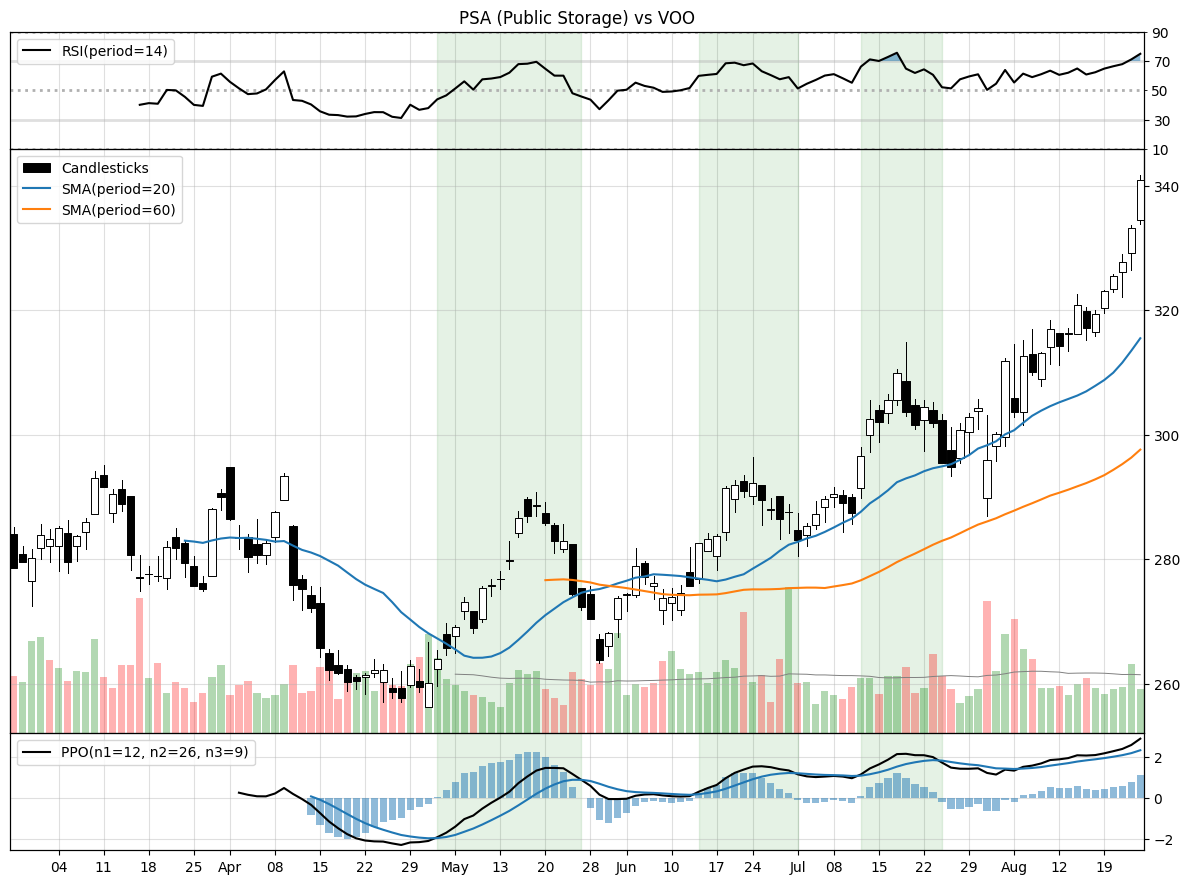 PSA (Public Storage) vs VOO
RSI(period=14)
90
70
50
30
10
Candlesticks
SMA(period=20)
SMA(period=60)
340
320
300
280
260
PPO(n1=12, n2=26, n3=9)
2
0
−2
04 11 18 25 Apr 08 15 22 29 May 13 20 28 Jun 10 17 24 Jul 08 15 22 29 Aug 12 19